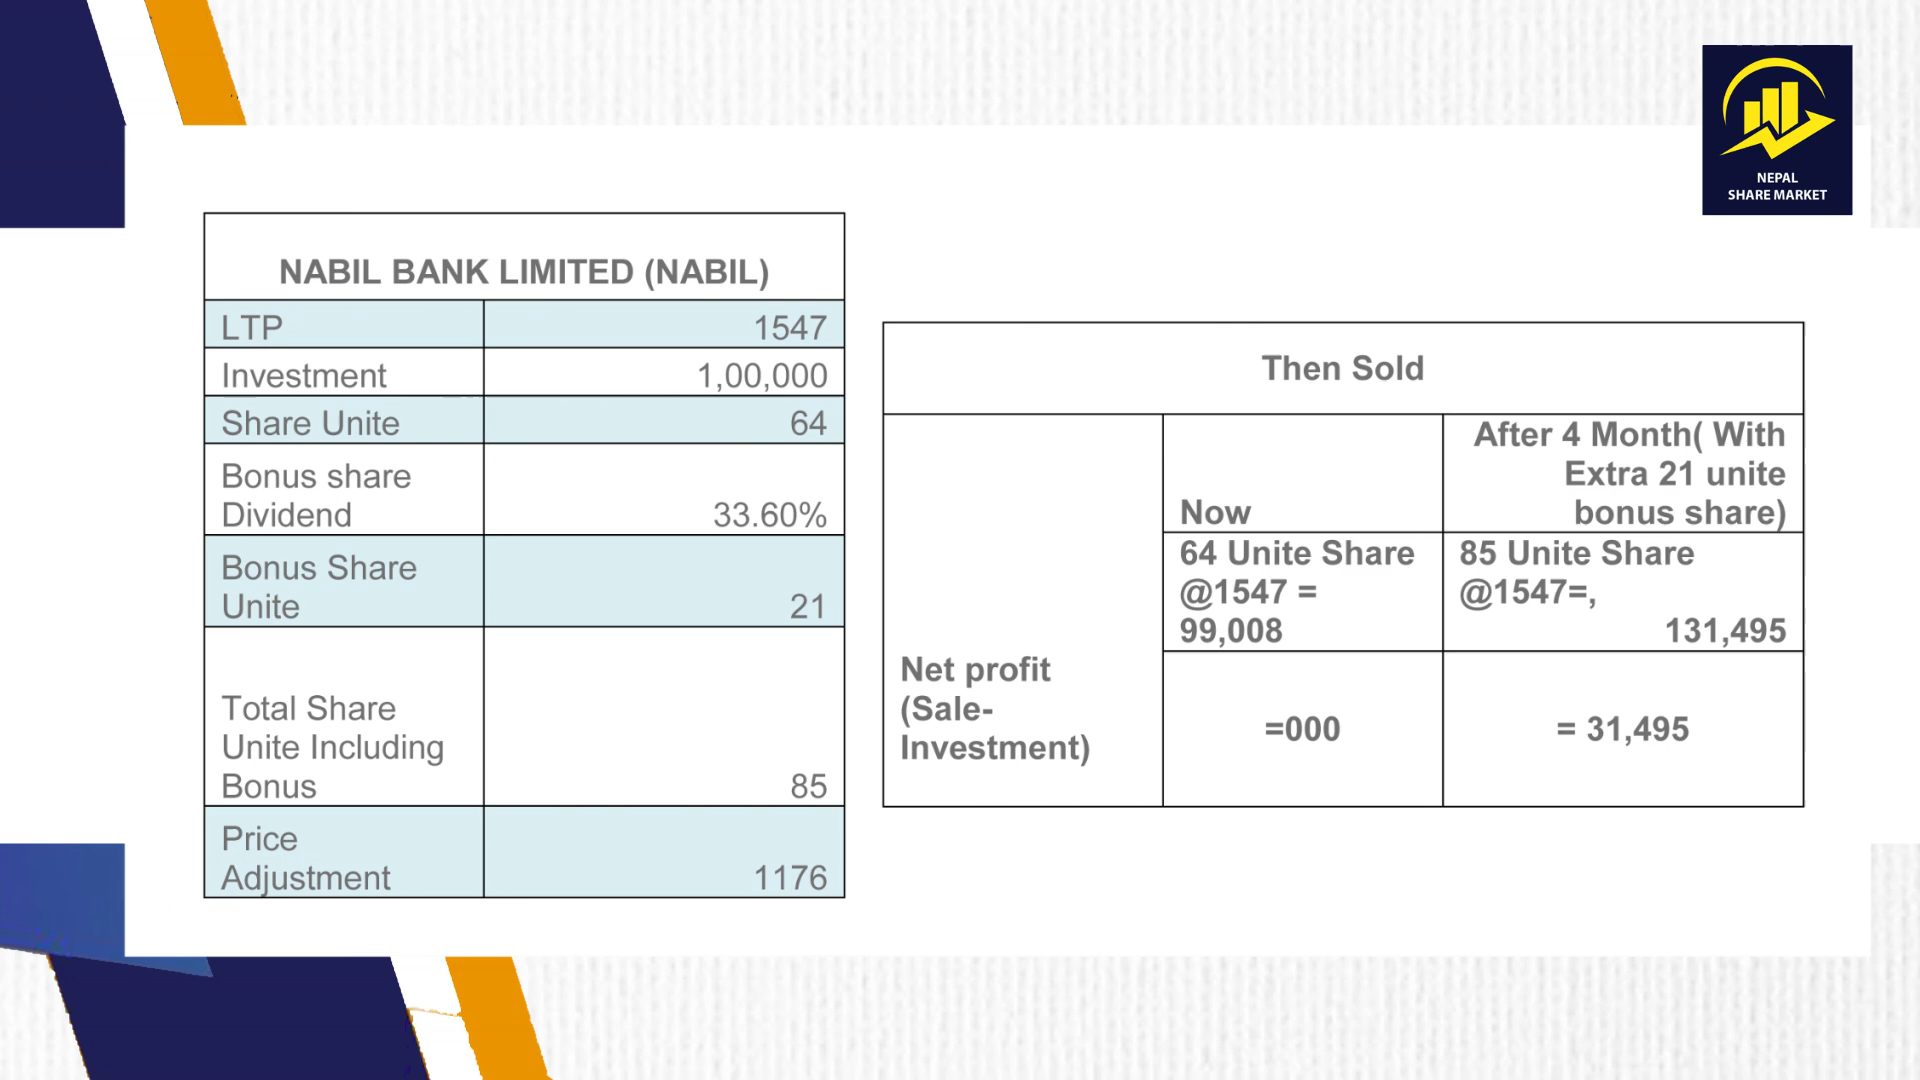 NEPAL
SHARE MARKET
NABIL BANK LIMITED (NABIL)
LTP 1547
Investment 1,00,000
Share Unite 64
Bonus share
Dividend 33.60%
Bonus Share
Unite 21
Total Share
Unite Including
Bonus 85
Price
Adjustment 1176
Then Sold
Now
After 4 Month( With
Extra 21 unite
bonus share)
64 Unite Share
@1547 =
99,008
85 Unite Share
@1547=,
131,495
Net profit
(Sale-
Investment)
=000
= 31,495